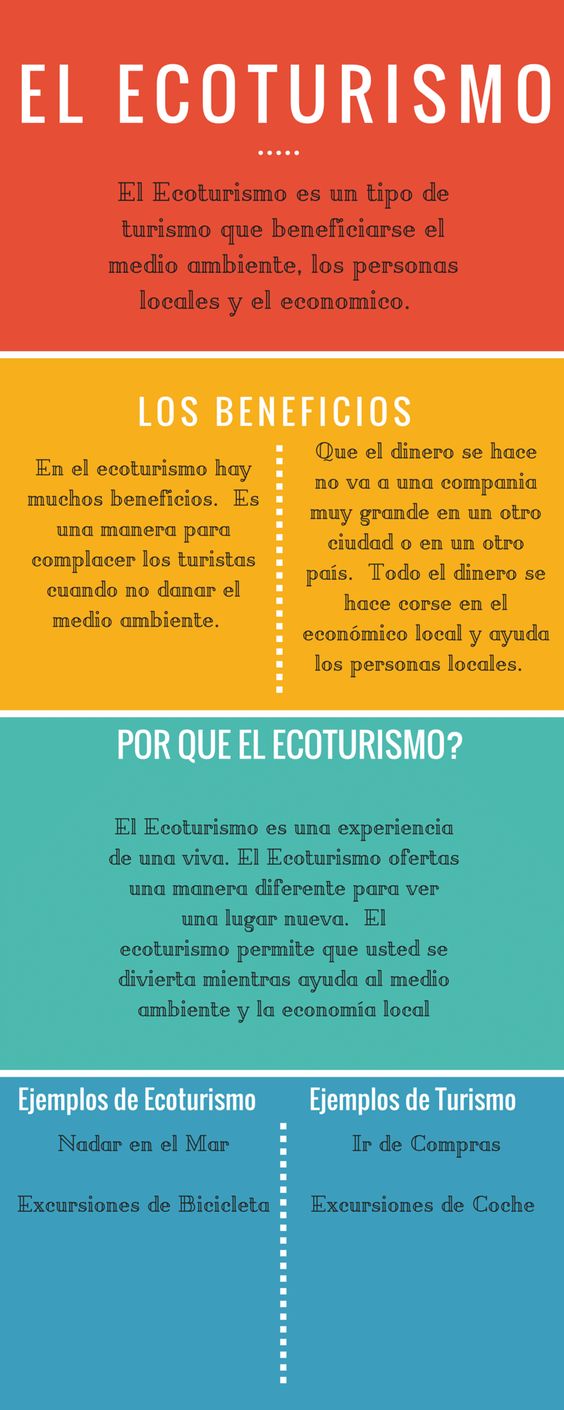 EL ECOTURISMO
El Ecoturismo es un tipo de
turismo que beneficiarse el
medio ambiente, los personas
locales y el economico.
LOS BENEFICIOS
En el ecoturismo hay
muchos beneficios. Es
una manera para
complacer los turistas
cuando no danar el
medio ambiente.
Que el dinero se hace
no va a una compania
muy grande en un otro
ciudad o en un otro
país. Todo el dinero se
hace corse en el
económico local y ayuda
los personas locales.
POR QUE EL ECOTURISMO?
El Ecoturismo es una experiencia
de una viva. El Ecoturismo ofertas
una manera diferente para ver
una lugar nueva. El
ecoturismo permite que usted se
divierta mientras ayuda al medio
ambiente y la economía local
Ejemplos de Ecoturismo
Nadar en el Mar
Excursiones de Bicicleta
Ejemplos de Turismo
Ir de Compras
Excursiones de Coche